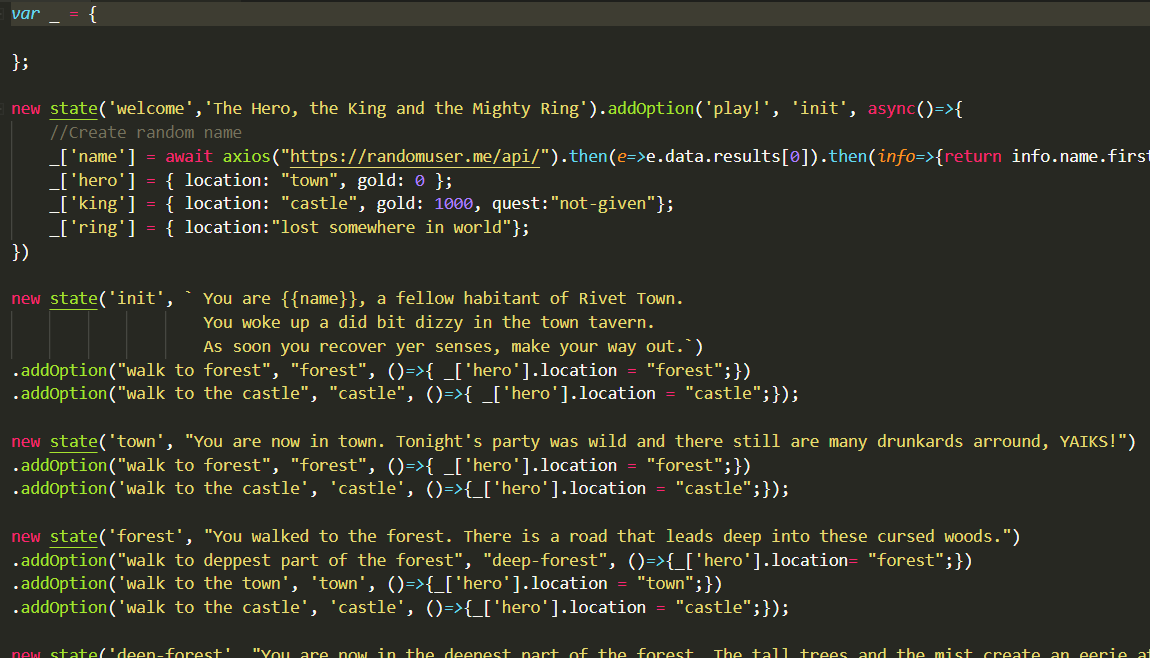 var _ = {
};
new state('welcome','The Hero, the King and the Mighty Ring').addOption('play!', 'init', async()=>{
//Create random name
_['name'] = await axios("https://randomuser.me/api/").then(e=>e.data.results[0]).then(info=>{return info.name.first
_['hero'] = { location: "town", gold: 0 };
_['king'] = { location: "castle", gold: 1000, quest:"not-given"};
_['ring'] = { location:"lost somewhere in world"};
})
new state('init', ` You are {{name}}, a fellow habitant of Rivet Town.
You woke up a did bit dizzy in the town tavern.
As soon you recover yer senses, make your way out.`)
.addOption("walk to forest", "forest", ()=>{ _['hero'].location = "forest";})
.addOption("walk to the castle", "castle", ()=>{ _['hero'].location = "castle";});
new state('town', "You are now in town. Tonight's party was wild and there still are many drunkards arround, YAIKS!")
.addOption("walk to forest", "forest", ()=>{ _['hero'].location = "forest";})
.addOption('walk to the castle', 'castle', ()=>{_['hero'].location = "castle";});
new state('forest', "You walked to the forest. There is a road that leads deep into these cursed woods.")
.addOption("walk to deppest part of the forest", "deep-forest", ()=>{_['hero'].location= "forest";})
.addOption('walk to the town', 'town', ()=>{_['hero'].location = "town";})
.addOption('walk to the castle', 'castle', ()=>{_['hero'].location = "castle";});
new state('deep-forest', "You are now in the deepest part of the forest. The tall trees and the mist create an eerie